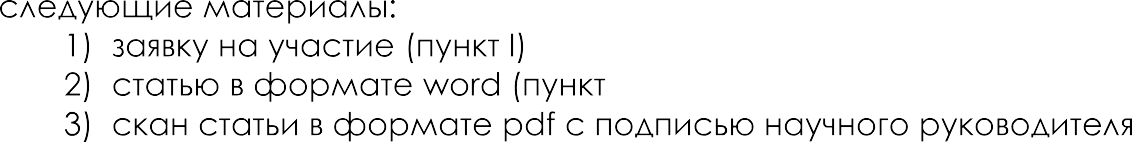 следующие материалы:
1) заявку на участие (пункт I)
2) статью в формате word (пункт
3) скан статьи в формате pdf с подписью научного руководителя